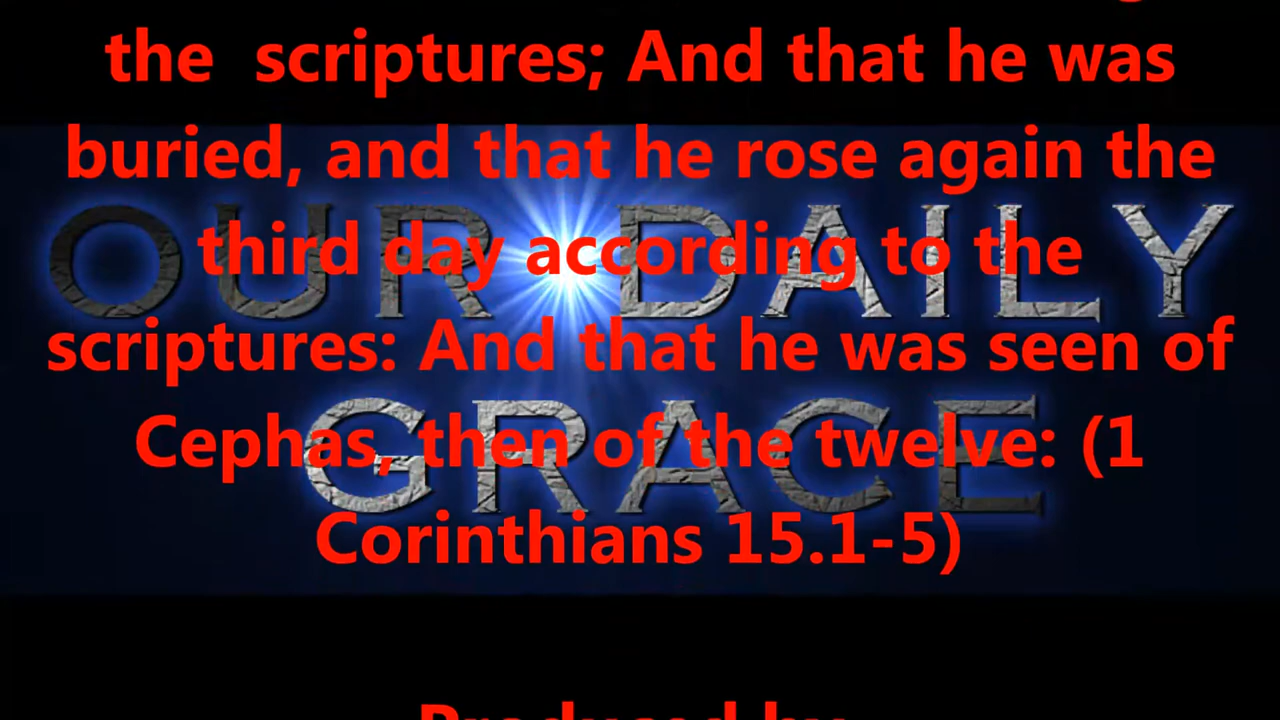 the  scriptures; And that he was
buried, and that he rose again the
third day according to the
scriptures: And that he was seen of
Cephas, then of the twelve: (1
Corinthians 15.1-5)
Produced by
OUR DAILY
GRACE